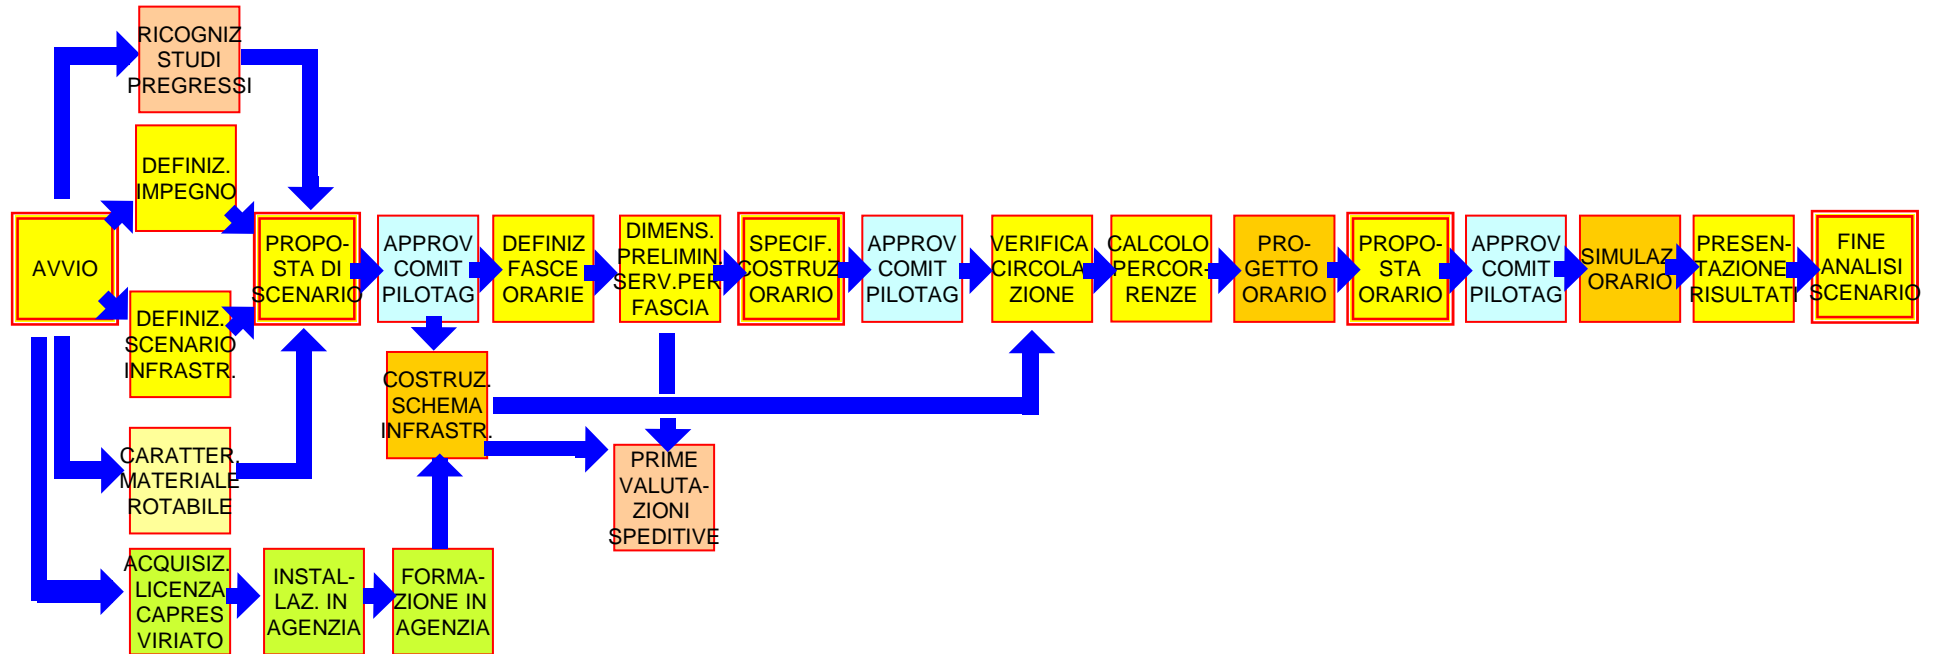 RICOGNIZ
STUDI
PREGRESSI
DEFINIZ.
IMPEGNO
AVVIO
DEFINIZ.
SCENARIO
INFRASTR.
CARATTER.
MATERIALE
ROTABILE
ACQUISIZ.
LICENZA
CAPRES
VIRIATO
INSTAL-
LAZ. IN
AGENZIA
FORMA-
ZIONE IN
AGENZIA
PROPO-
STA DI
SCENARIO
APPROV
COMIT
PILOTAG
COSTRUZ.
SCHEMA
INFRASTR.
DEFINIZ
FASCE
ORARIE
DIMENS.
PRELIMIN.
SERV.PER
FASCIA
PRIME
VALUTA-
ZIONI
SPEDITIVE
SPECIF.
COSTRUZ.
ORARIO
APPROV
COMIT
PILOTAG
VERIFICA
CIRCOLA
ZIONE
CALCOLO
PERCOR-
RENZE
PRO-
GETTO
ORARIO
PROPO-
STA
ORARIO
APPROV
COMIT
PILOTAG
SIMULAZ.
ORARIO
PRESEN-
TAZIONE
RISULTATI
FINE
ANALISI
SCENARIO